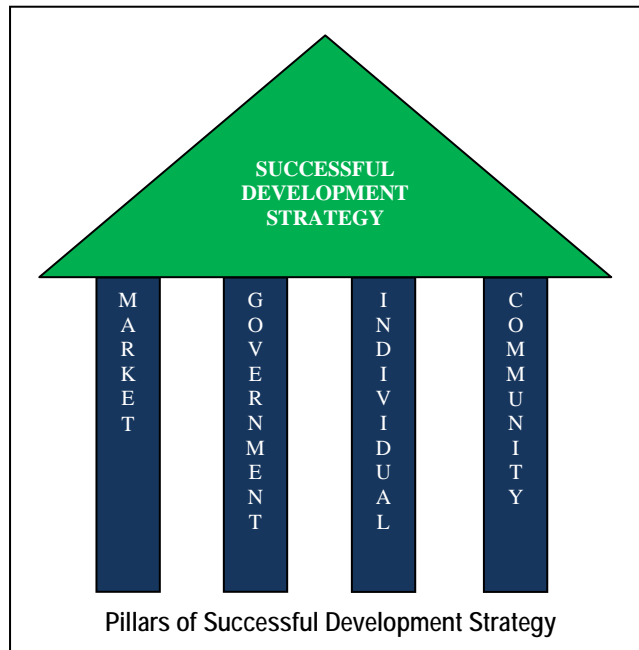 SUCCESSFUL
DEVELOPMENT
STRATEGY
MARKET
GOVERNMENT
INDIVIDUAL
COMMUNITY
Pillars of Successful Development Strategy